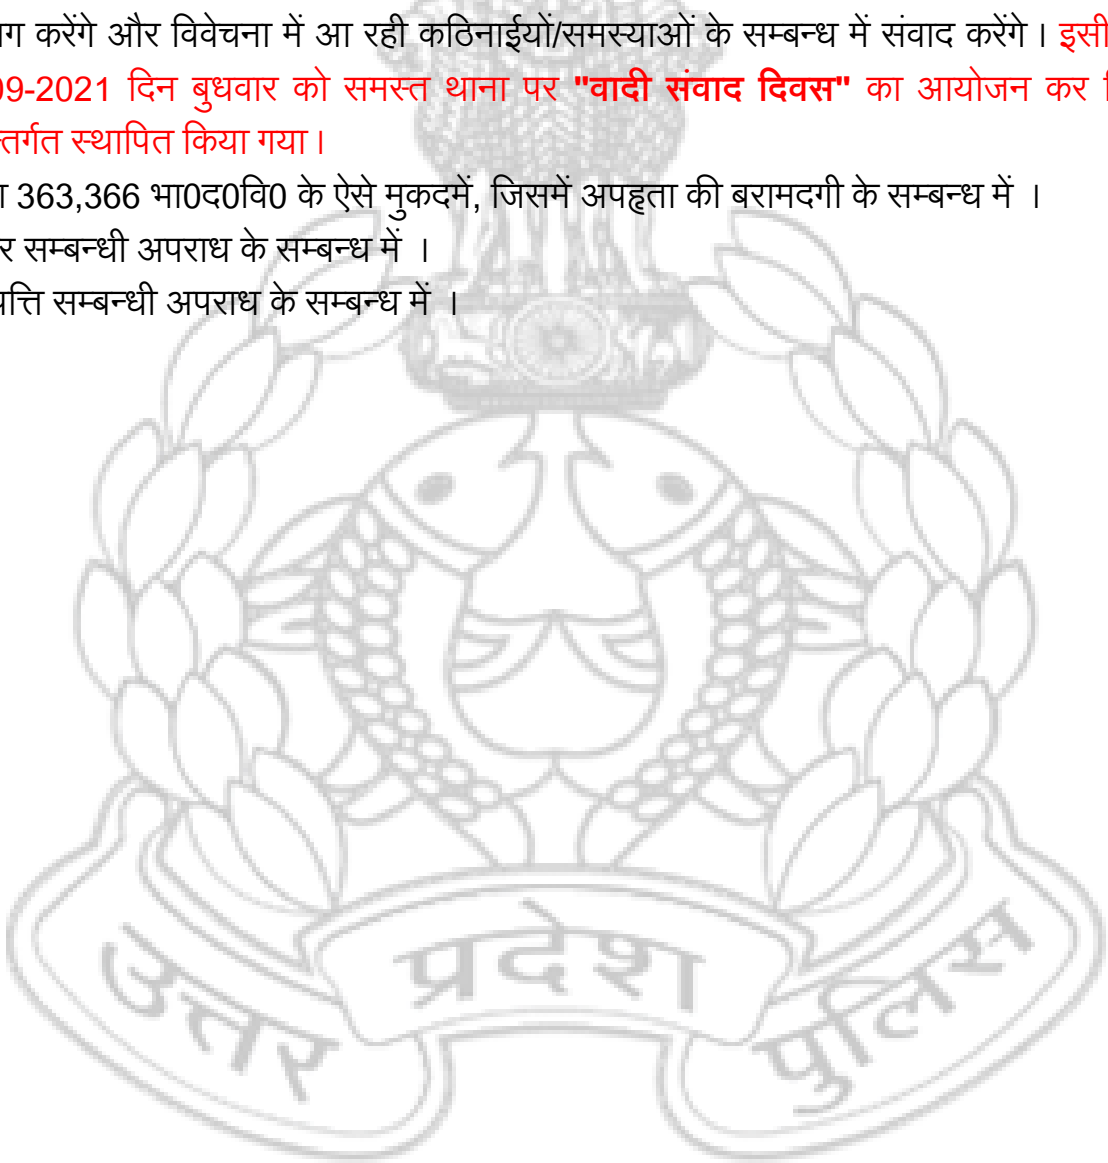 ग करेंगे और विवेचना में आ रही कठिनाईयों/समस्याओं के सम्बन्ध में संवाद करेंगे । इसी
09-2021 दिन बुधवार को समस्त थाना पर "वादी संवाद दिवस" का आयोजन कर
न्तर्गत स्थापित किया गया ।
363,366 भा0द0वि0 के ऐसे मुकदमें, जिसमें अपहृता की बरामदगी के सम्बन्ध में ।
र सम्बन्धी अपराध के सम्बन्ध में ।
पत्ति सम्बन्धी अपराध के सम्बन्ध में ।
उत्तर प्रदेश पुलिस